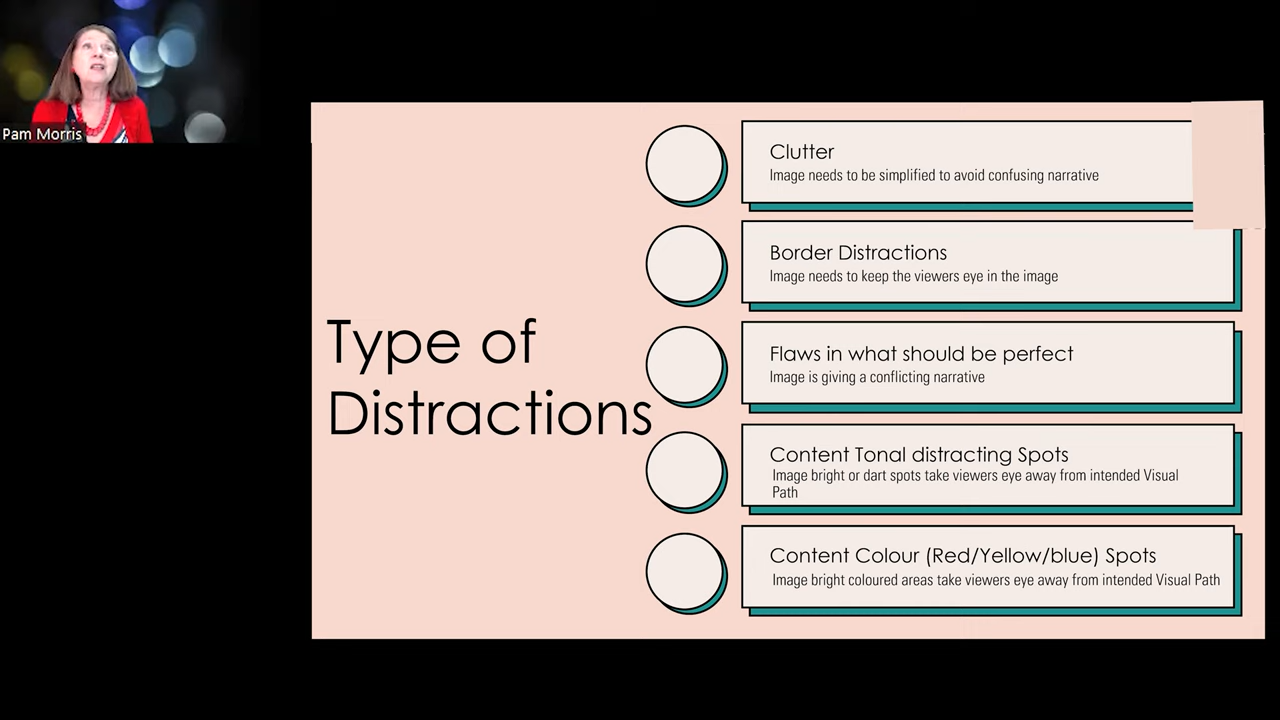 Pam Morris
Type of
Distractions
Clutter
Image needs to be simplified to avoid confusing narrative
Border Distractions
Image needs to keep the viewers eye in the image
Flaws in what should be perfect
Image is giving a conflicting narrative
Content Tonal distracting Spots
Image bright or dart spots take viewers eye away from intended Visual
Path
Content Colour (Red/Yellow/blue) Spots
Image bright coloured areas take viewers eye away from intended Visual Path